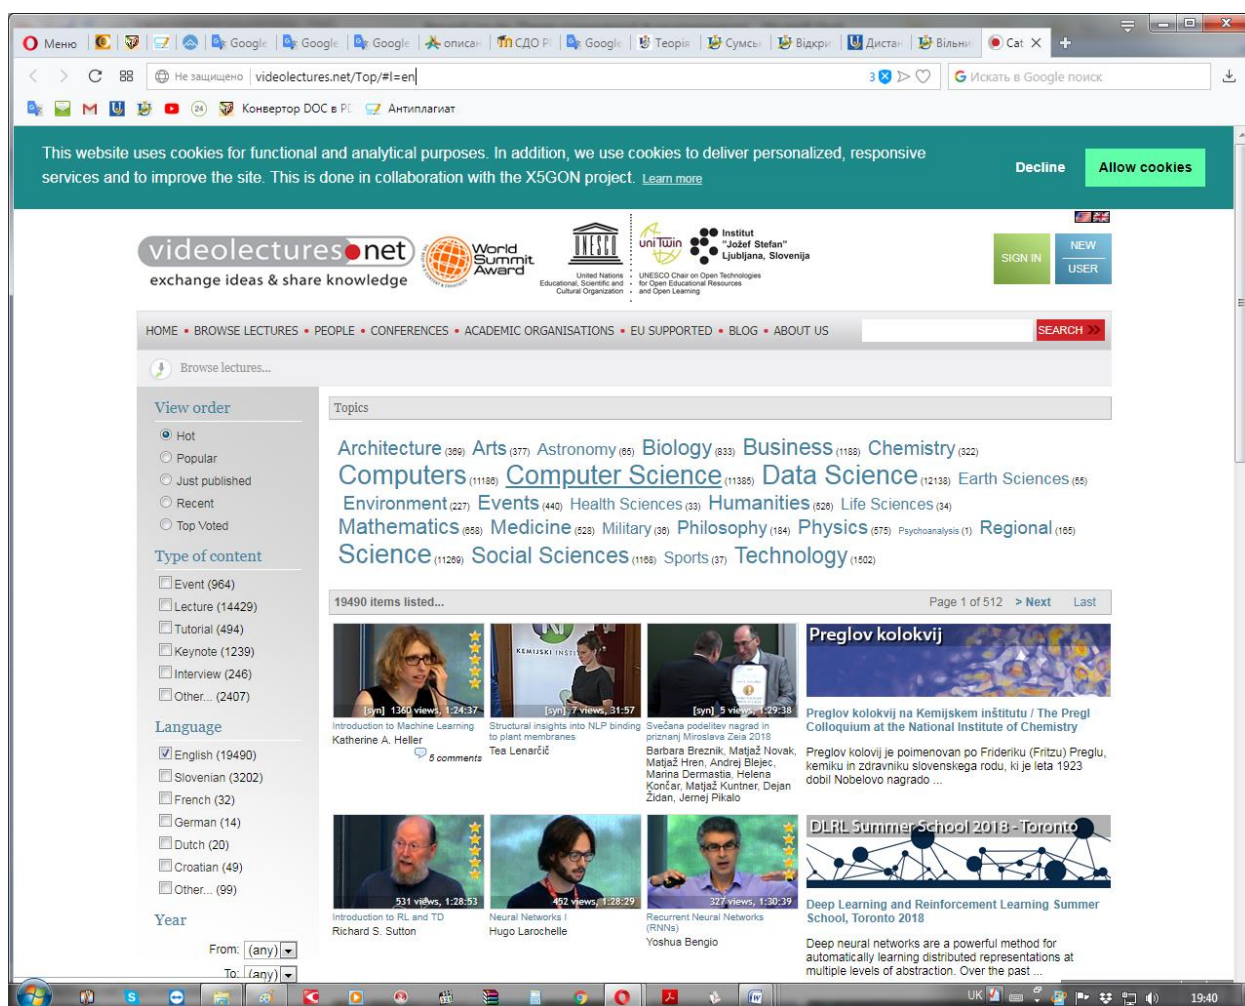 Меню
Google
Google
Google
описан
СДО РІ
Google
Теорія
Сумсь
Відкри
Дистан
Вільни
Cat
Не защищено videolectures.net/Top/#l=en
3
Искать в Google поиск
24
Конвертор DOC в PD
Антиплагиат
This website uses cookies for functional and analytical purposes. In addition, we use cookies to deliver personalized, responsive
services and to improve the site. This is done in collaboration with the X5GON project. Learn more
Decline
Allow cookies
videolectures.net
exchange ideas & share knowledge
World
Summit
Award
UNESCO
United Nations
Educational, Scientific and
Cultural Organization
uniTwin
UNESCO Chair on Open Technologies
for Open Educational Resources
and Open Learning
Institut
"Jožef Stefan"
Ljubljana, Slovenija
SIGN IN
NEW
USER
HOME • BROWSE LECTURES • PEOPLE • CONFERENCES • ACADEMIC ORGANISATIONS • EU SUPPORTED • BLOG • ABOUT US
SEARCH
Browse lectures...
View order
Hot
Popular
Just published
Recent
Top Voted
Type of content
Event (964)
Lecture (14429)
Tutorial (494)
Keynote (1239)
Interview (246)
Other... (2407)
Language
English (19490)
Slovenian (3202)
French (32)
German (14)
Dutch (20)
Croatian (49)
Other... (99)
Year
From: (any)
To: (any)
Topics
Architecture (369) Arts (377) Astronomy (65) Biology (833) Business (1188) Chemistry (322)
Computers (11186) Computer Science (11385) Data Science (12138) Earth Sciences (55)
Environment (227) Events (440) Health Sciences (33) Humanities (526) Life Sciences (34)
Mathematics (658) Medicine (528) Military (36) Philosophy (184) Physics (575) Psychoanalysis (1) Regional (165)
Science (11269) Social Sciences (1168) Sports (37) Technology (1502)
19490 items listed...
Page 1 of 512 > Next Last
[syn] 1360 views, 1:24:37
Introduction to Machine Learning
Katherine A. Heller
5 comments
KEMIJSKI INŠTI
[syn] 7 views, 31:57
Structural insights into NLP binding
to plant membranes
Tea Lenarčič
[syn] 5 views, 1:29:38
Svečana podelitev nagrad in
priznanj Miroslava Zeia 2018
Barbara Breznik, Matjaž Novak,
Matjaž Hren, Andrej Blejec,
Marina Dermastia, Helena
Končar, Matjaž Kuntner, Dejan
Židan, Jernej Pikalo
Preglov kolokvij
Preglov kolokvij na Kemijskem inštitutu / The Pregl
Colloquium at the National Institute of Chemistry
Preglov kolovij je poimenovan po Frideriku (Fritzu) Preglu,
kemiku in zdravniku slovenskega rodu, ki je leta 1923
dobil Nobelovo nagrado ...
531 views, 1:28:53
Introduction to RL and TD
Richard S. Sutton
452 views, 1:28:29
Neural Networks I
Hugo Larochelle
327 views, 1:30:39
Recurrent Neural Networks
(RNNs)
Yoshua Bengio
DLRL Summer School 2018 - Toronto
Deep Learning and Reinforcement Learning Summer
School, Toronto 2018
Deep neural networks are a powerful method for
automatically learning distributed representations at
multiple levels of abstraction. Over the past ...
UK
19:40